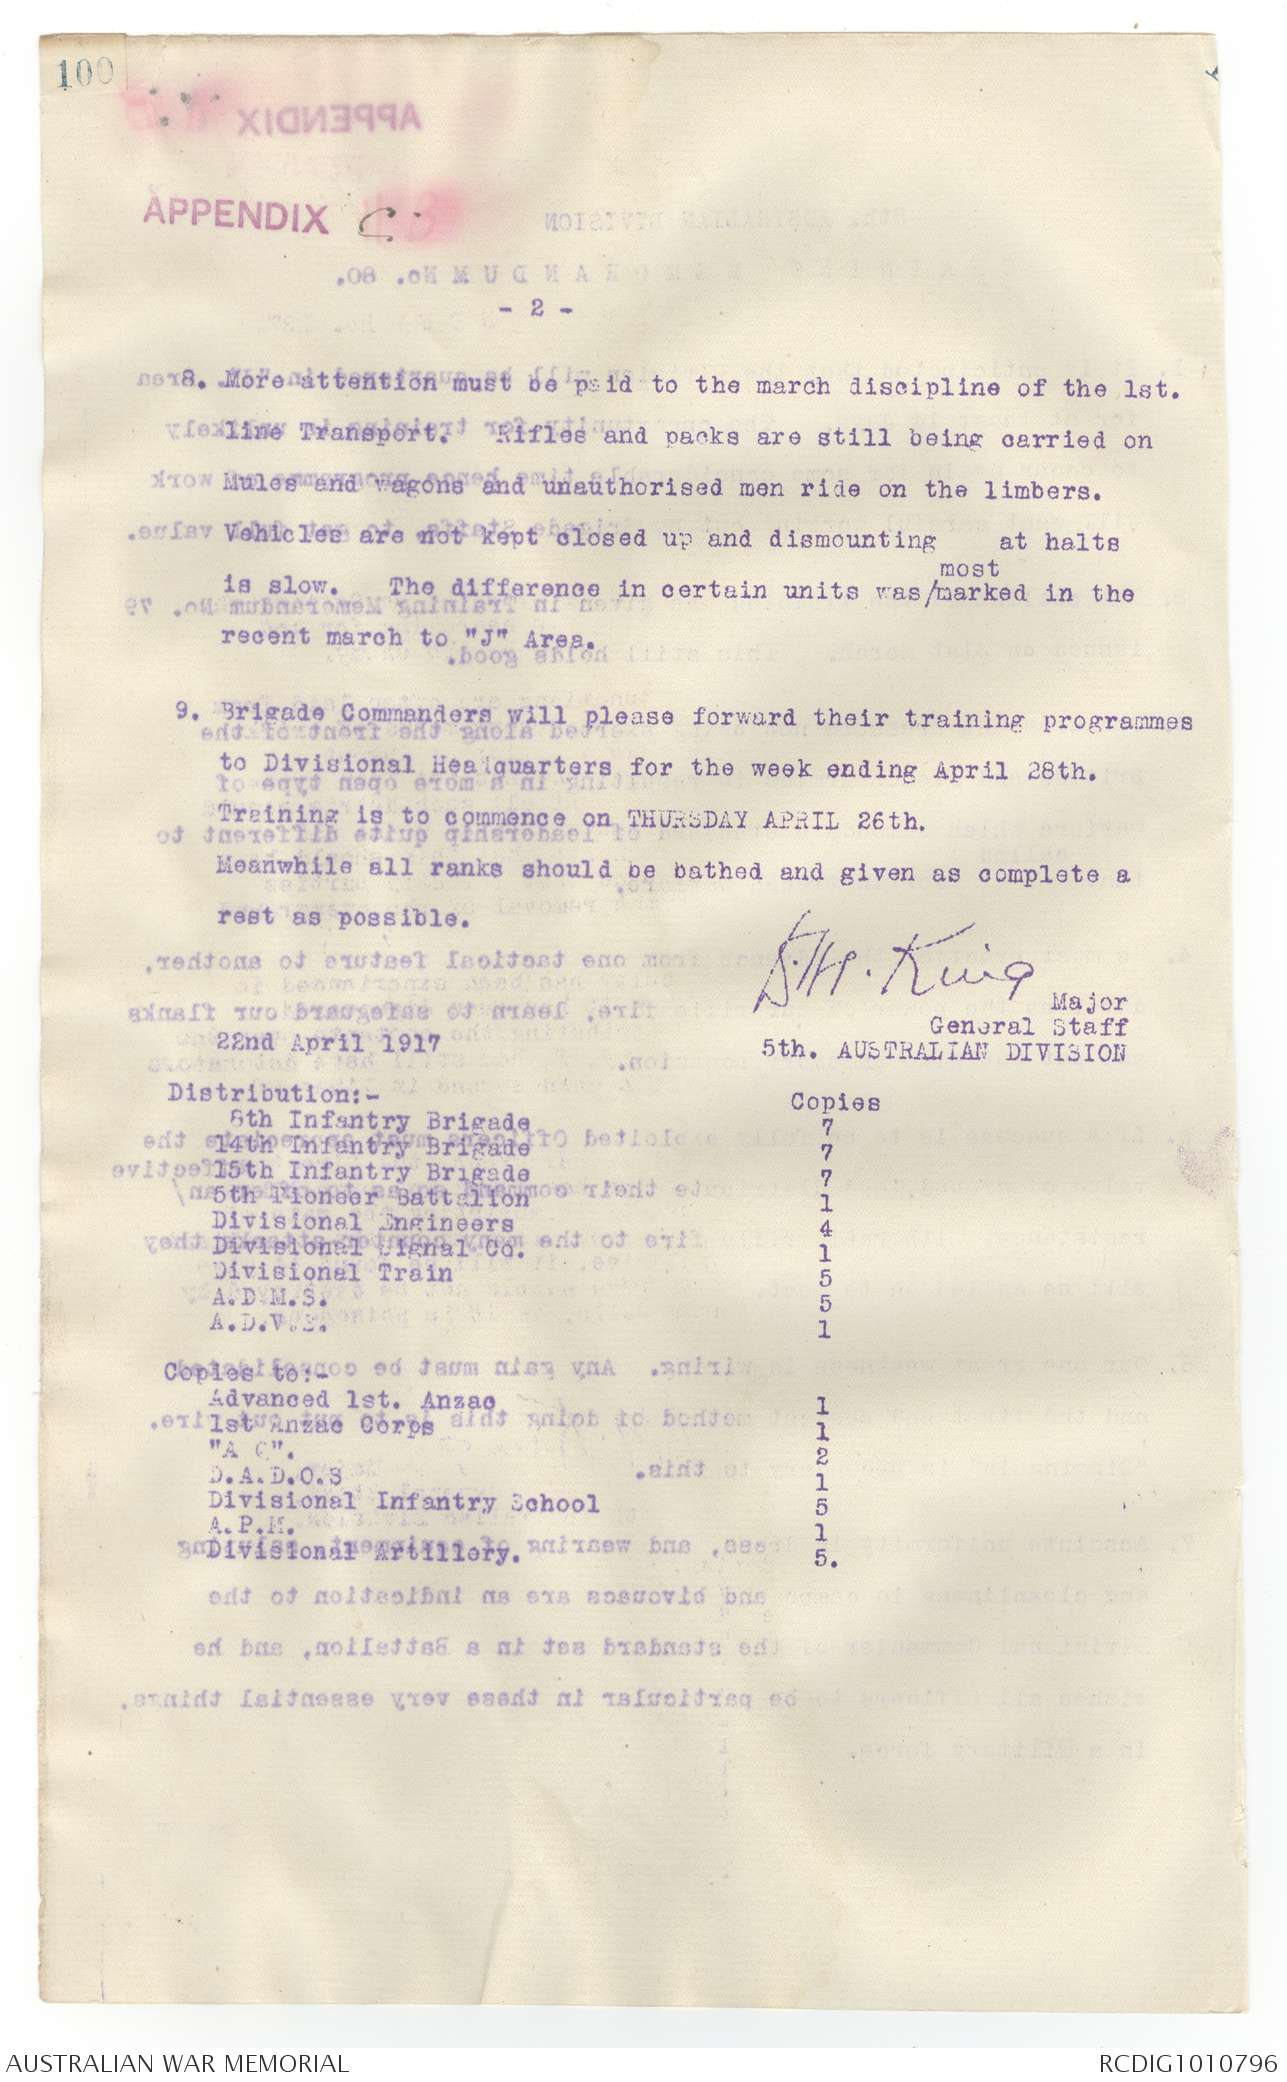 100
APPENDIX C.
- 2 -
8. More attention must be paid to the march discipline of the 1st.
line Transport. Rifles and packs are still being carried on
Mules and wagons and unauthorised men ride on the limbers.
Vehicles are not kept closed up and dismounting at halts
most
is slow. The difference in certain units was/marked in the
recent march to "J" Area.
9. Brigade Commanders will please forward their training programmes
to Divisional Headquarters for the week ending April 28th.
Training is to commence on THURSDAY APRIL 26th.
Meanwhile all ranks should be bathed and given as complete a
rest as possible.
King
Major
General Staff
22nd April 1917
5th. AUSTRALIAN DIVISION
Distribution:-
Copies
8th Infantry Brigade 7
14th Infantry Brigade 7
15th Infantry Brigade 7
5th Pioneer Battalion 1
Divisional Engineers 4
Divisional Signal Co. 1
Divisional Train 5
A.D.M.S. 5
A.D.V.S. 1
Copies to:-
Advanced 1st. Anzac 1
1st Anzac Corps 1
"A Q". 2
D.A.D.O.S 1
Divisional Infantry School 5
A.P.M. 1
Divisional Artillery. 5.
AUSTRALIAN WAR MEMORIAL
RCDIG1010796